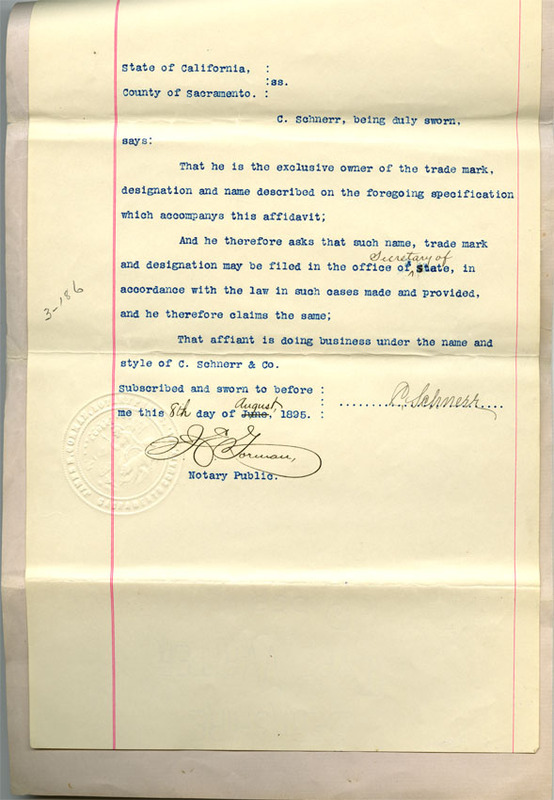 State of California, :
:ss.
County of Sacramento. :
C. Schnerr, being duly sworn,
says:
That he is the exclusive owner of the trade mark,
designation and name described on the foregoing specification
which accompanys this affidavit;
And he therefore asks that such name, trade mark
Secretary of
and designation may be filed in the office of ^ State, in
accordance with the law in such cases made and provided,
and he therefore claims the same;
3-186
That affiant is doing business under the name and
style of C. Schnerr & Co.
Subscribed and sworn to before :
August,
me this 8th day of June, 1895. :
C. Schnerr
Gorman,
Notary Public.